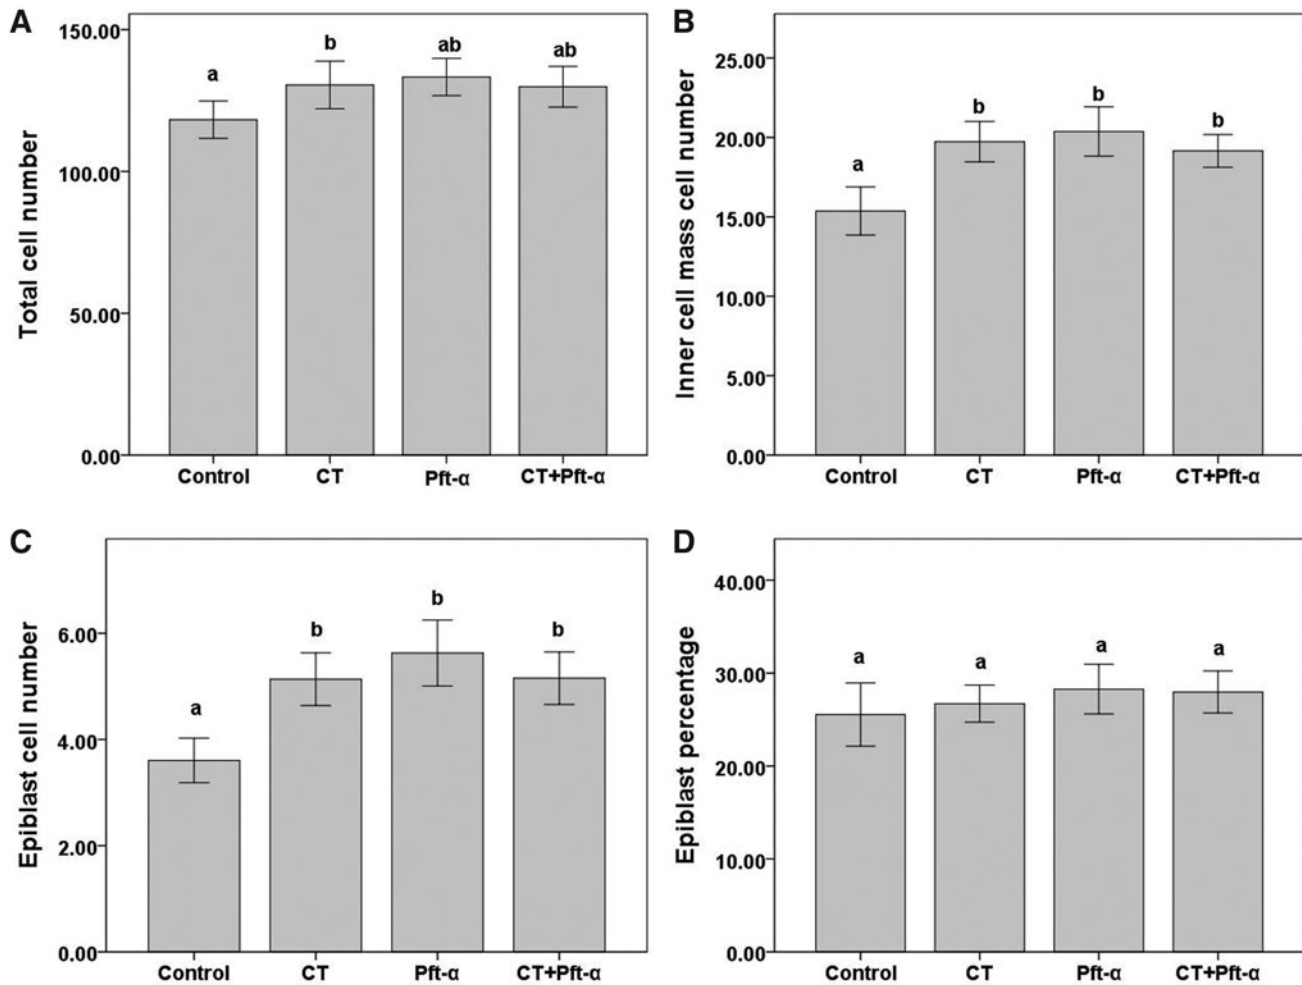 A
Total cell number
150.00
100.00
50.00
0.00
a
b
ab
ab
Control CT Pft-α CT+Pft-α
B
Inner cell mass cell number
25.00
20.00
15.00
10.00
5.00
0.00
a
b
b
b
Control CT Pft-α CT+Pft-α
C
Epiblast cell number
6.00
4.00
2.00
0.00
a
b
b
b
Control CT Pft-α CT+Pft-α
D
Epiblast percentage
40.00
30.00
20.00
10.00
0.00
a
a
a
a
Control CT Pft-α CT+Pft-α